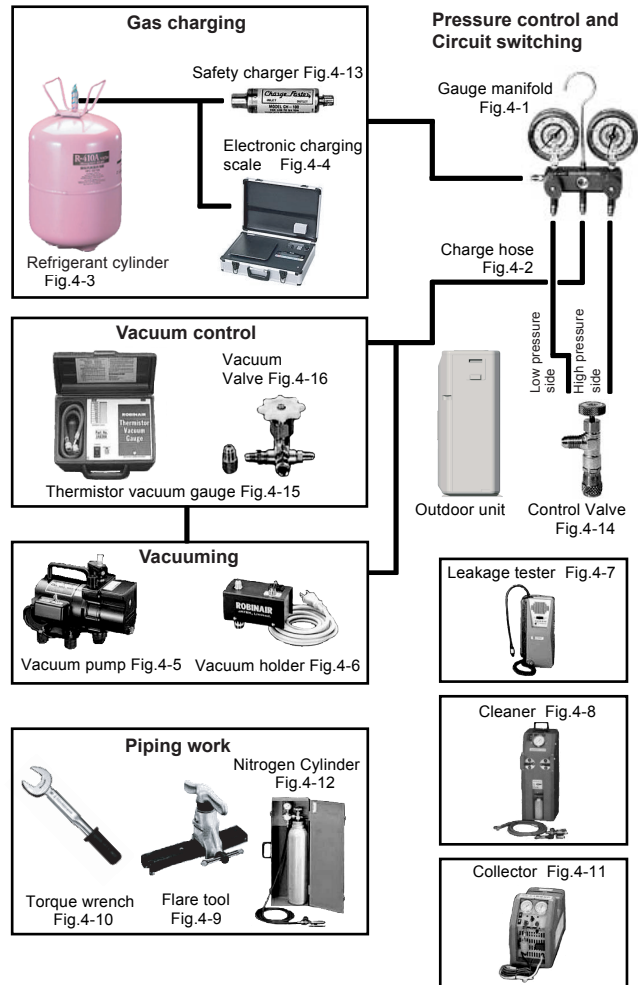 Gas charging
Safety charger Fig.4-13
Charge Faster
INLET OUTLET
R-410A
Electronic charging
scale Fig.4-4
Refrigerant cylinder
Fig.4-3
Pressure control and
Circuit switching
Gauge manifold
Fig.4-1
Charge hose
Fig.4-2
Low pressure
side
High pressure
side
Outdoor unit
Control Valve
Fig.4-14
Vacuum control
Vacuum
Valve Fig.4-16
ROBINAIR
Thermistor
Vacuum
Gauge
Thermistor vacuum gauge Fig.4-15
Vacuuming
ROBINAIR
Vacuum pump Fig.4-5
Vacuum holder Fig.4-6
Piping work
Nitrogen Cylinder
Fig.4-12
Torque wrench
Fig.4-10
Flare tool
Fig.4-9
Leakage tester Fig.4-7
Cleaner Fig.4-8
Collector Fig.4-11